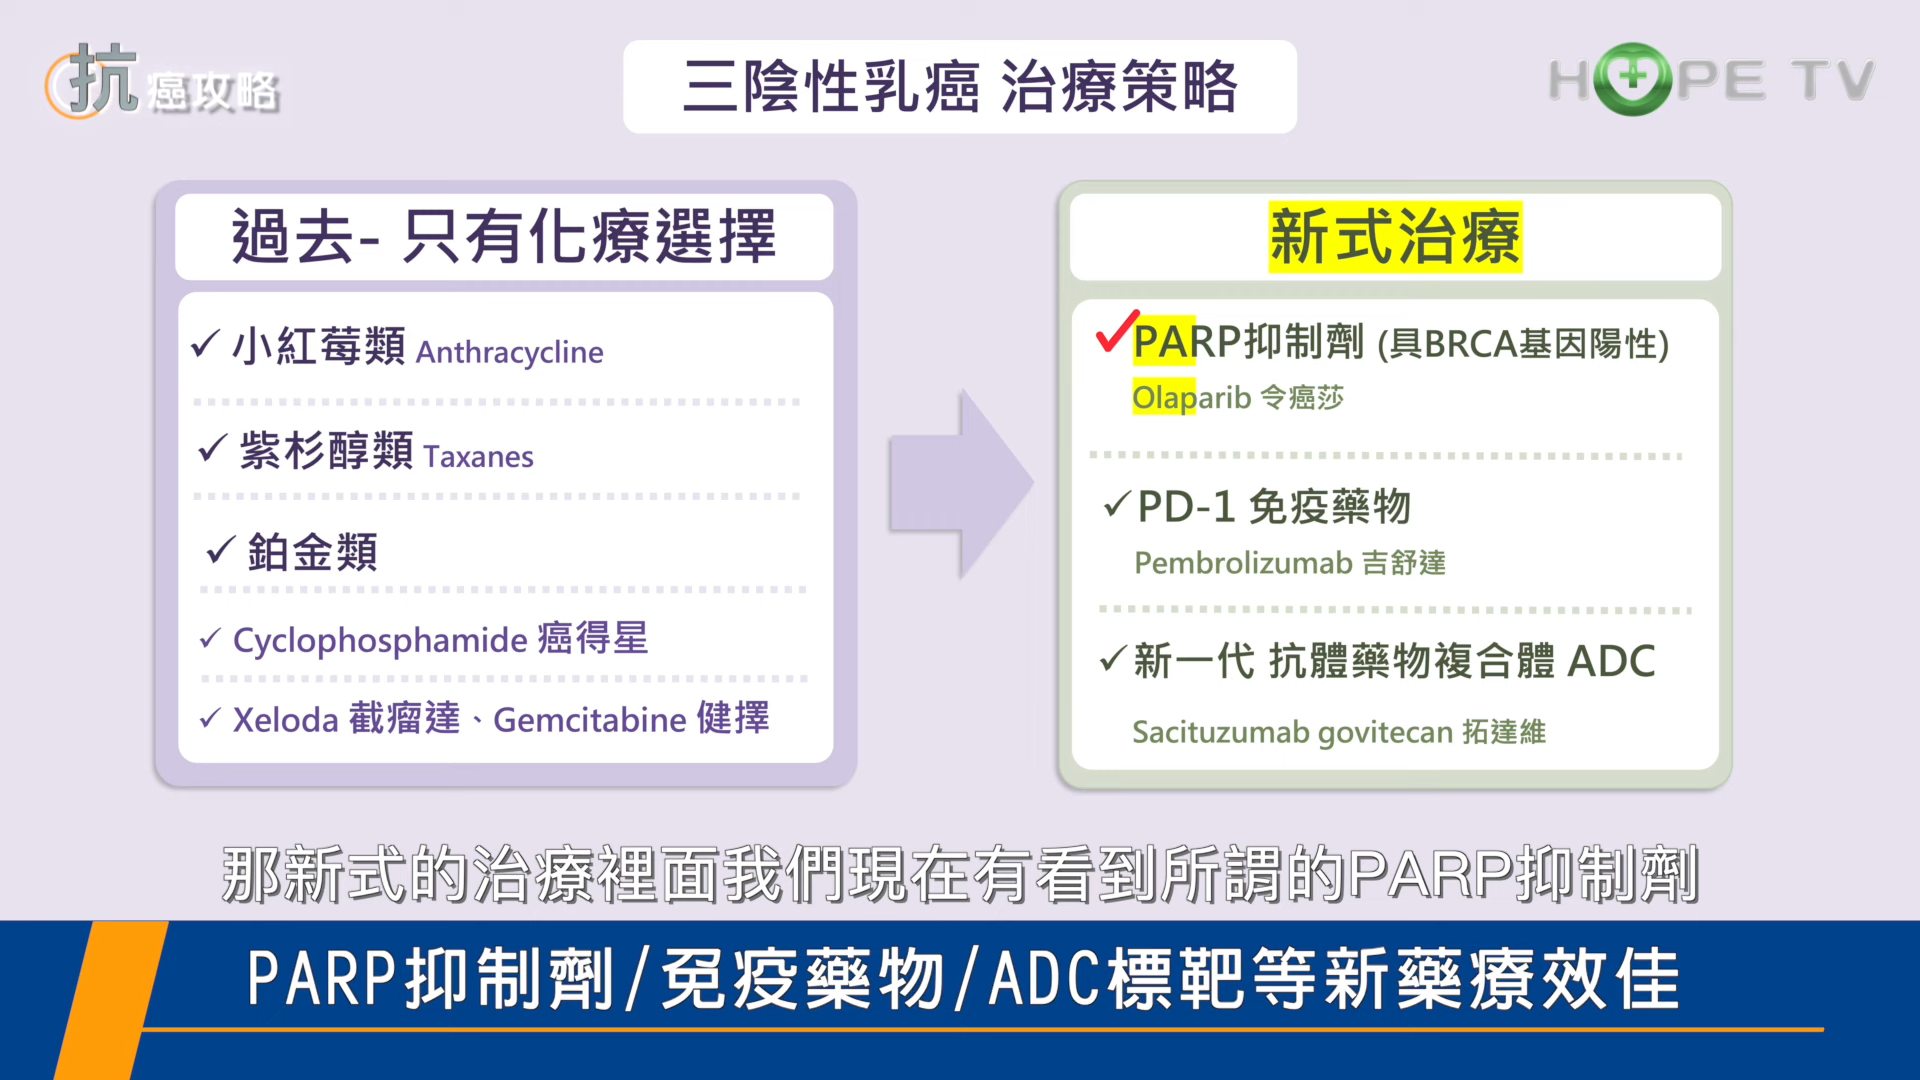 抗癌攻略
三陰性乳癌 治療策略
HOPE TV
過去- 只有化療選擇
✓ 小紅莓類 Anthracycline
✓ 紫杉醇類 Taxanes
✓ 鉑金類
✓ Cyclophosphamide 癌得星
✓ Xeloda 截瘤達、Gemcitabine 健擇
新式治療
✓ PARP抑制劑 (具BRCA基因陽性)
Olaparib 令癌莎
✓ PD-1 免疫藥物
Pembrolizumab 吉舒達
✓ 新一代 抗體藥物複合體 ADC
Sacituzumab govitecan 拓達維
那新式的治療裡面我們現在有看到所謂的PARP抑制劑
PARP抑制劑/免疫藥物/ADC標靶等新藥療效佳